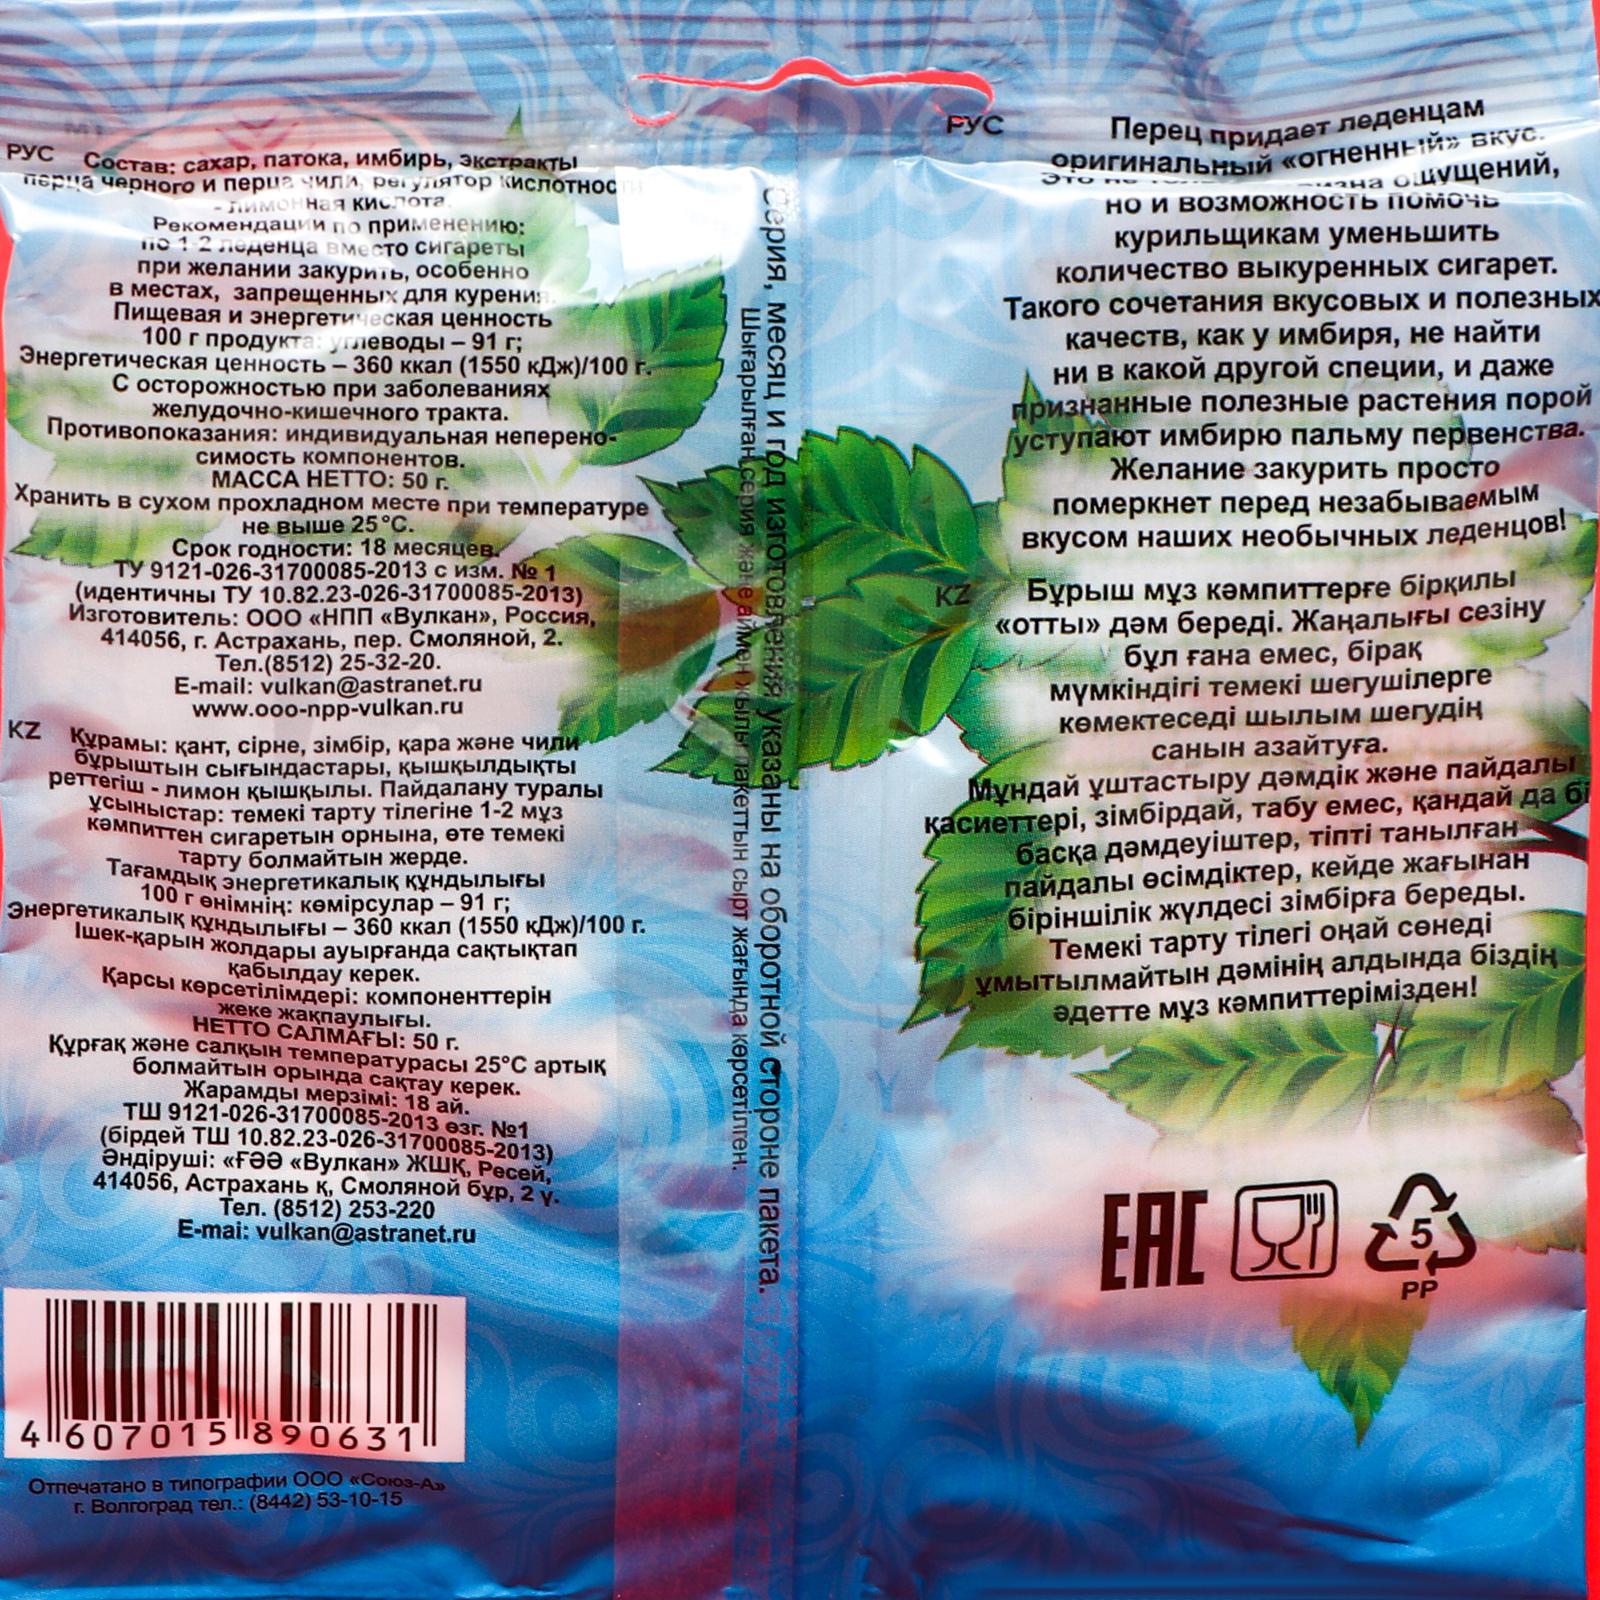 РУС
Состав: сахар, патока, имбирь, экстракты
перца черного и перца чили, регулятор кислотности
- лимонная кислота.
Рекомендации по применению:
по 1-2 леденца вместо сигареты
при желании закурить, особенно
в местах, запрещенных для курения.
Пищевая и энергетическая ценность
100 г продукта: углеводы – 91 г;
Энергетическая ценность – 360 ккал (1550 кДж)/100 г.
С осторожностью при заболеваниях
желудочно-кишечного тракта.
Противопоказания: индивидуальная неперено-
симость компонентов.
МАССА НЕТТО: 50 г.
Хранить в сухом прохладном месте при температуре
не выше 25°С.
Срок годности: 18 месяцев.
ТУ 9121-026-31700085-2013 с изм. № 1
(идентичны ТУ 10.82.23-026-31700085-2013)
Изготовитель: ООО «НПП «Вулкан», Россия,
414056, г. Астрахань, пер. Смоляной, 2.
Тел.(8512) 25-32-20.
E-mail: vulkan@astranet.ru
www.ooo-npp-vulkan.ru
KZ
Құрамы: қант, сірне, зімбір, қара және чили
бұрыштын сығындастары, қышқылдықты
реттегіш - лимон қышқылы. Пайдалану туралы
ұсыныстар: темекі тарту тілегіне 1-2 мұз
кәмпиттен сигаретын орнына, өте темекі
тарту болмайтын жерде.
Тағамдық энергетикалық құндылығы
100 г өнімнің: көмірсулар – 91 г;
Энергетикалық құндылығы – 360 ккал (1550 кДж)/100 г.
Ішек-қарын жолдары ауырғанда сақтықтап
қабылдау керек.
Қарсы көрсетілімдері: компоненттерін
жеке жақпаулығы.
НЕТТО САЛМАҒЫ: 50 г.
Құрғақ және салқын температурасы 25°С артық
болмайтын орында сақтау керек.
Жарамды мерзімі: 18 ай.
ТШ 9121-026-31700085-2013 өзг. №1
(бірдей ТШ 10.82.23-026-31700085-2013)
Әндіруші: «ҒӘӘ «Вулкан» ЖШҚ, Ресей,
414056, Астрахань қ, Смоляной бұр, 2 ү.
Тел. (8512) 253-220
E-mai: vulkan@astranet.ru
4 607015 890631
Отпечатано в типографии ООО «Союз-А»
г. Волгоград тел.: (8442) 53-10-15
Серия, месяц и год изготовления указаны на оборотной стороне пакета.
Шығарылған серия және аймен жылы пакеттын сырт жағында көрсетілген.
РУС
Перец придает леденцам
оригинальный «огненный» вкус.
Это не ощущений,
но и возможность помочь
курильщикам уменьшить
количество выкуренных сигарет.
Такого сочетания вкусовых и полезных
качеств, как у имбиря, не найти
ни в какой другой специи, и даже
признанные полезные растения порой
уступают имбирю пальму первенства.
Желание закурить просто
померкнет перед незабываемым
вкусом наших необычных леденцов!
KZ
Бұрыш мұз кәмпиттерге бірқилы
«отты» дәм береді. Жаңалығы сезіну
бұл ғана емес, бірақ
мүмкіндігі темекі шегушілерге
көмектеседі шылым шегудің
санын азайтуға.
Мұндай ұштастыру дәмдік және пайдалы
қасиеттері, зімбірдай, табу емес, қандай да бі
басқа дәмдеуіштер, тіпті танылған
пайдалы өсімдіктер, кейде жағынан
біріншілік жүлдесі зімбірға береды.
Темекі тарту тілегі оңай сөнеді
ұмытылмайтын дәмінің алдында біздің
әдетте мұз кәмпиттерімізден!
ЕАС
5
PP